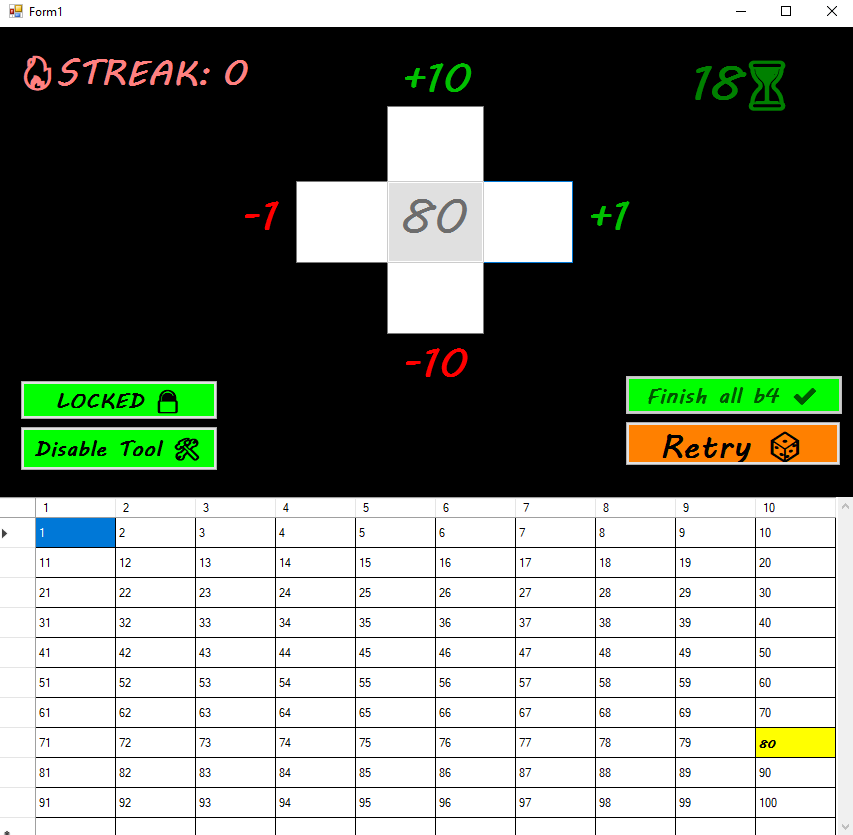 Form1
STREAK: 0
+10
18
-1
80
+1
-10
LOCKED
Finish all b4
Disable Tool
Retry
1 2 3 4 5 6 7 8 9 10
1 2 3 4 5 6 7 8 9 10
11 12 13 14 15 16 17 18 19 20
21 22 23 24 25 26 27 28 29 30
31 32 33 34 35 36 37 38 39 40
41 42 43 44 45 46 47 48 49 50
51 52 53 54 55 56 57 58 59 60
61 62 63 64 65 66 67 68 69 70
71 72 73 74 75 76 77 78 79 80
81 82 83 84 85 86 87 88 89 90
91 92 93 94 95 96 97 98 99 100